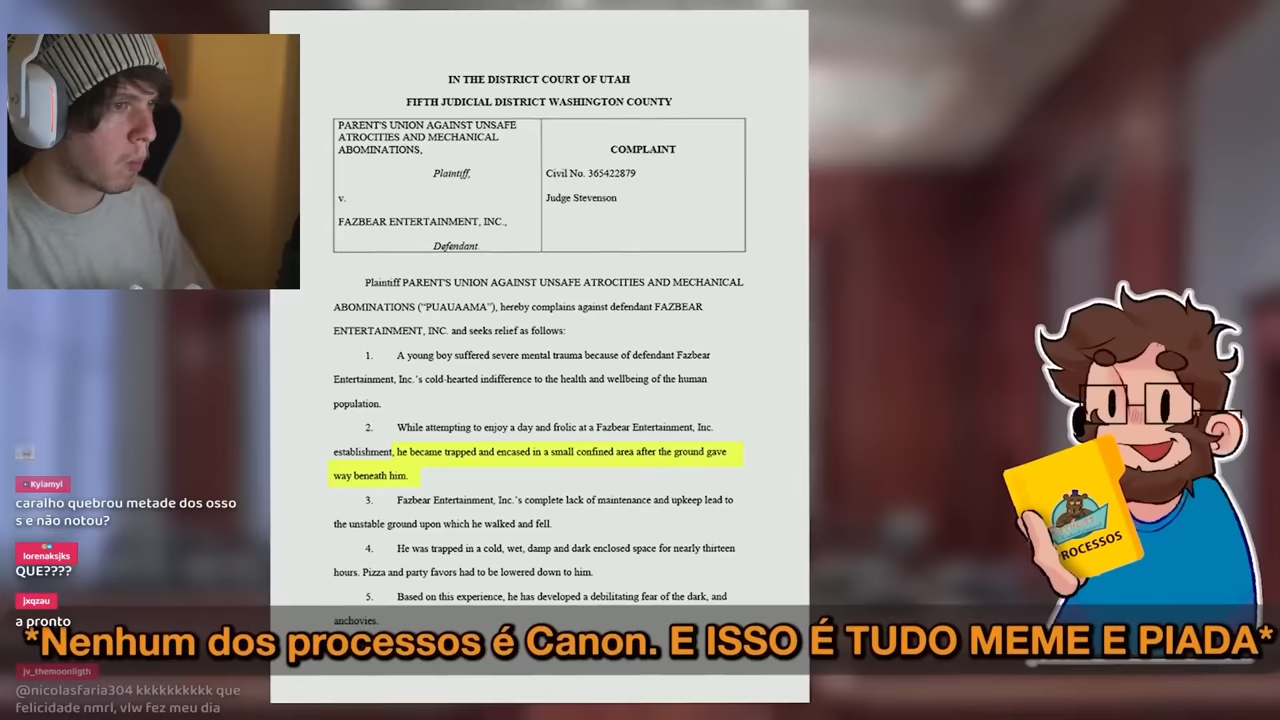 IN THE DISTRICT COURT OF UTAH
FIFTH JUDICIAL DISTRICT WASHINGTON COUNTY
PARENT'S UNION AGAINST UNSAFE
ATROCITIES AND MECHANICAL
ABOMINATIONS,
Plaintiff,
v.
FAZBEAR ENTERTAINMENT, INC.,
Defendant.
COMPLAINT
Civil No. 365422879
Judge Stevenson
Plaintiff PARENT'S UNION AGAINST UNSAFE ATROCITIES AND MECHANICAL
ABOMINATIONS ("PUAUAAMA"), hereby complains against defendant FAZBEAR
ENTERTAINMENT, INC. and seeks relief as follows:
1. A young boy suffered severe mental trauma because of defendant Fazbear
Entertainment, Inc.'s cold-hearted indifference to the health and wellbeing of the human
population.
2. While attempting to enjoy a day and frolic at a Fazbear Entertainment, Inc.
establishment, he became trapped and encased in a small confined area after the ground gave
way beneath him.
3. Fazbear Entertainment, Inc.'s complete lack of maintenance and upkeep lead to
the unstable ground upon which he walked and fell.
4. He was trapped in a cold, wet, damp and dark enclosed space for nearly thirteen
hours. Pizza and party favors had to be lowered down to him.
5. Based on this experience, he has developed a debilitating fear of the dark, and
anchovies.
ROCESSOS
Kylamyl
caralho quebrou metade dos osso
s e não notou?
lorenaksjks
QUE????
jxqzau
a pronto
*Nenhum dos processos é Canon. E ISSO É TUDO MEME E PIADA*
jv_themoonligth
@nicolasfaria304 kkkkkkkkkk que
felicidade nmrl, vlw fez meu dia